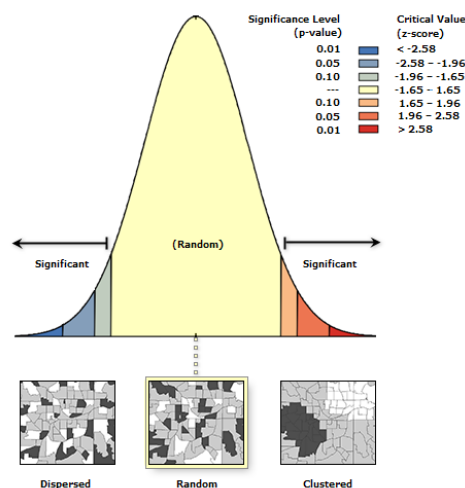 Significance Level Critical Value
(p-value) (z-score)
0.01 < -2.58
0.05 -2.58 – -1.96
0.10 -1.96 – -1.65
--- -1.65 – 1.65
0.10 1.65 – 1.96
0.05 1.96 – 2.58
0.01 > 2.58
(Random)
Significant Significant
Dispersed Random Clustered